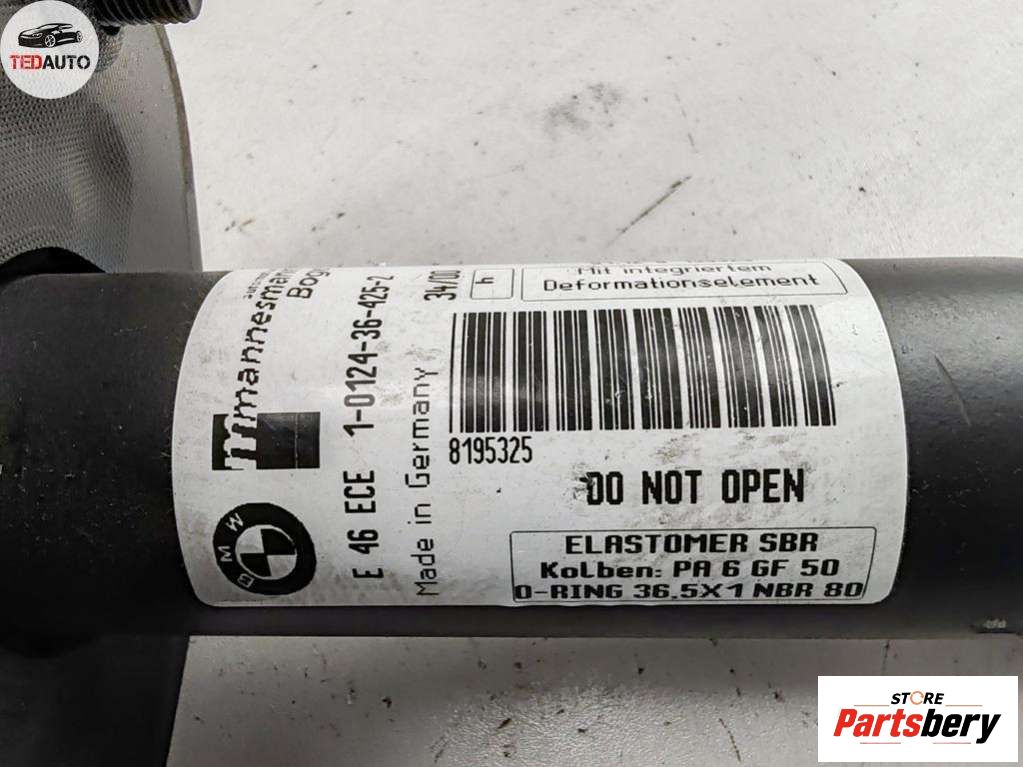 TEDAUTO
mannesmann
Bog
BMW
E 46 ECE 1-0124-36-425-2
Made in Germany 34/00
h
Mit integriertem
Deformationselement
8195325
DO NOT OPEN
ELASTOMER SBR
Kolben: PA 6 GF 50
O-RING 36,5X1 NBR 80
STORE
Partsbery